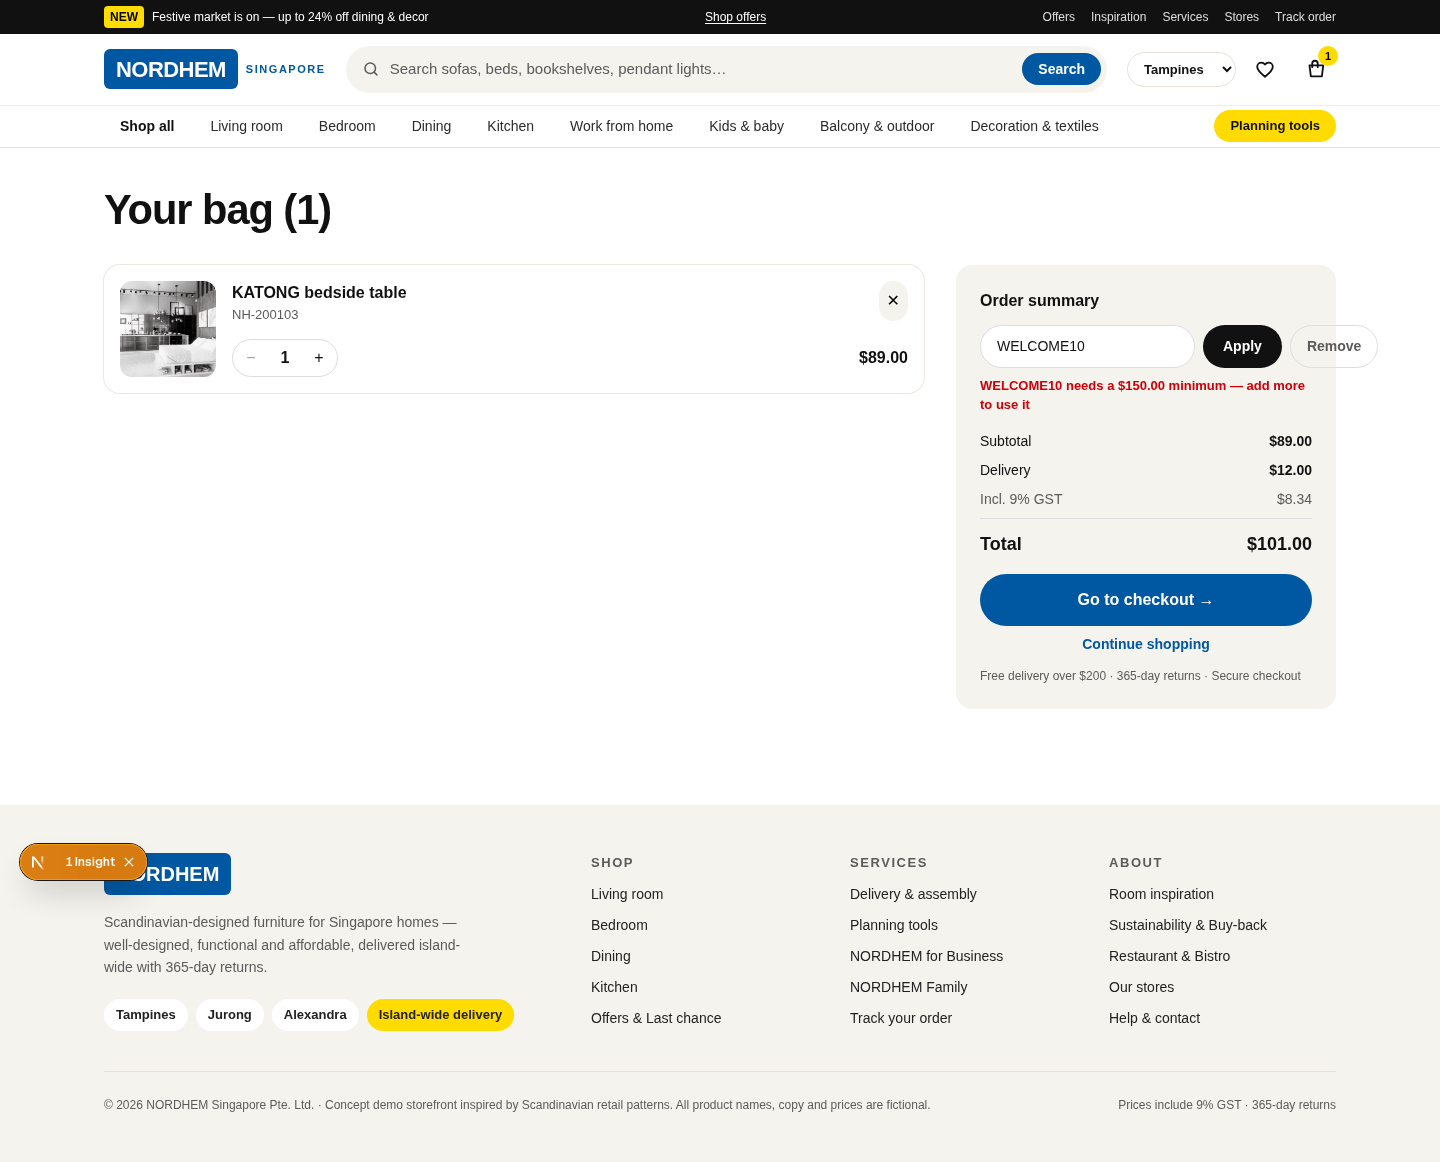 NEW Festive market is on — up to 24% off dining & decor Shop offers Offers Inspiration Services Stores Track order
NORDHEM SINGAPORE Search sofas, beds, bookshelves, pendant lights… Search Tampines 1
Shop all Living room Bedroom Dining Kitchen Work from home Kids & baby Balcony & outdoor Decoration & textiles Planning tools
Your bag (1)
KATONG bedside table
NH-200103
− 1 + $89.00
Order summary
WELCOME10 Apply Remove
WELCOME10 needs a $150.00 minimum — add more
to use it
Subtotal $89.00
Delivery $12.00
Incl. 9% GST $8.34
Total $101.00
Go to checkout →
Continue shopping
Free delivery over $200 · 365-day returns · Secure checkout
1 Insight
NORDHEM
Scandinavian-designed furniture for Singapore homes —
well-designed, functional and affordable, delivered island-
wide with 365-day returns.
Tampines Jurong Alexandra Island-wide delivery
SHOP
Living room
Bedroom
Dining
Kitchen
Offers & Last chance
SERVICES
Delivery & assembly
Planning tools
NORDHEM for Business
NORDHEM Family
Track your order
ABOUT
Room inspiration
Sustainability & Buy-back
Restaurant & Bistro
Our stores
Help & contact
© 2026 NORDHEM Singapore Pte. Ltd. · Concept demo storefront inspired by Scandinavian retail patterns. All product names, copy and prices are fictional. Prices include 9% GST · 365-day returns